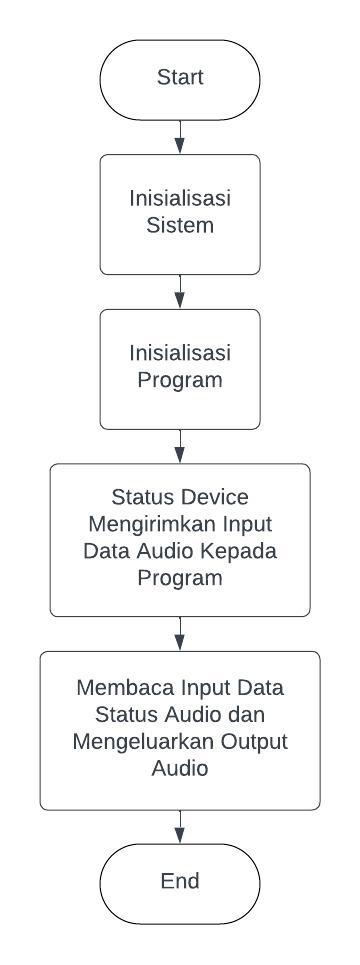 Start
Inisialisasi
Sistem
Inisialisasi
Program
Status Device
Mengirimkan Input
Data Audio Kepada
Program
Membaca Input Data
Status Audio dan
Mengeluarkan Output
Audio
End